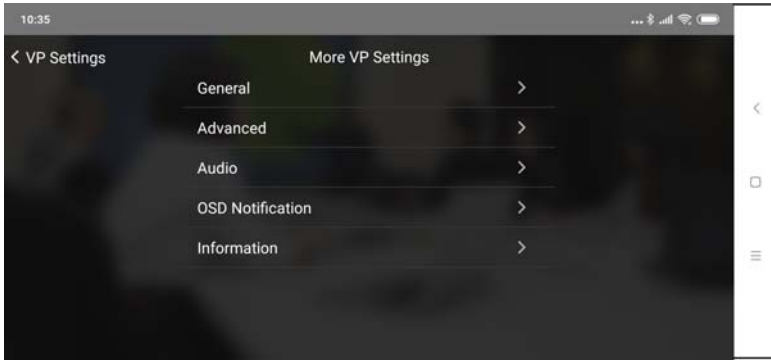 10:35
VP Settings
More VP Settings
General
Advanced
Audio
OSD Notification
Information